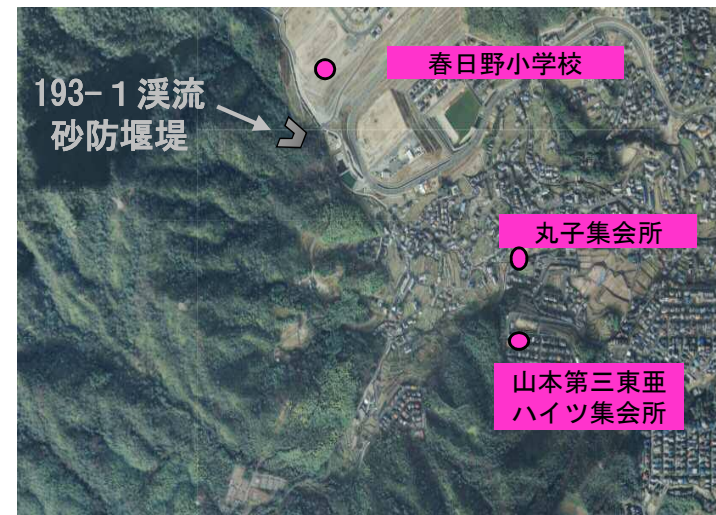 春日野小学校
193-1渓流
砂防堰堤
丸子集会所
山本第三東亜
ハイツ集会所